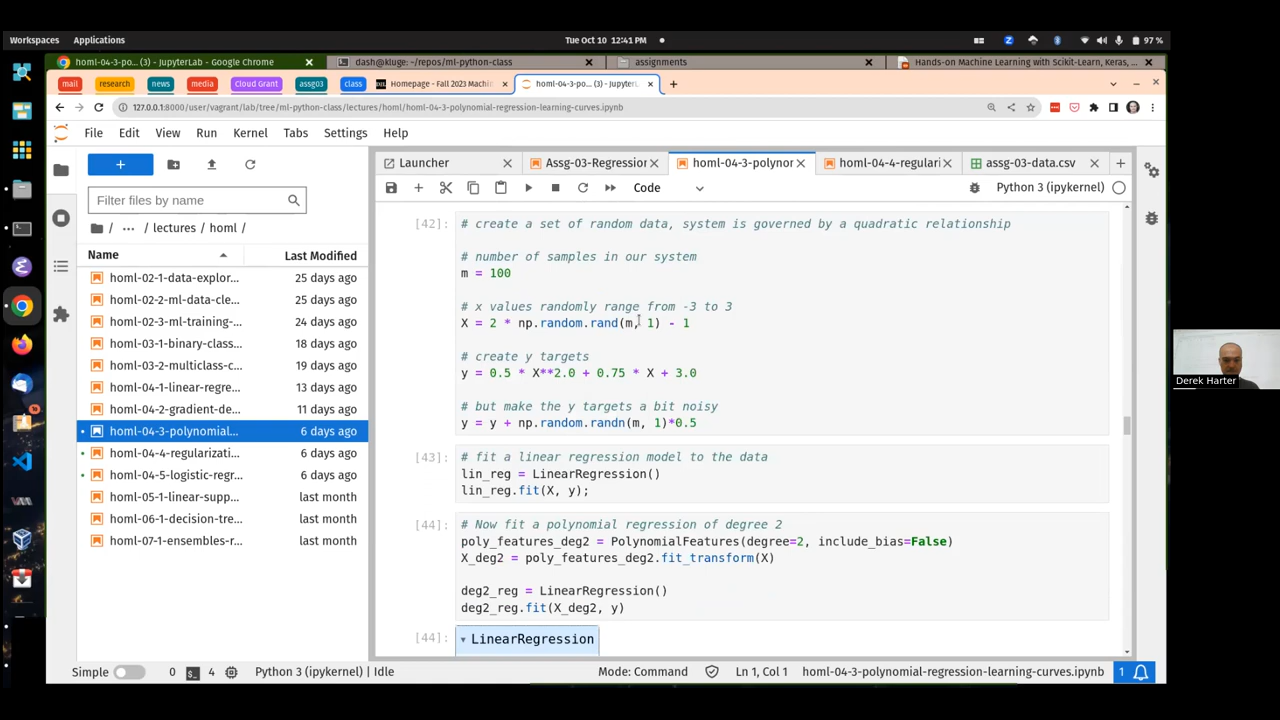 Workspaces Applications Tue Oct 10 12:41 PM 97 %
homl-04-3-po... (3) - JupyterLab - Google Chrome dash@kluge: ~/repos/ml-python-class assignments Hands-on Machine Learning with Scikit-Learn, Keras, ...
mail research news media Cloud Grant assg03 class Homepage - Fall 2023 Machi homl-04-3-po... (3) - Jupyte
127.0.0.1:8000/user/vagrant/lab/tree/ml-python-class/lectures/homl/homl-04-3-polynomial-regression-learning-curves.ipynb
File Edit View Run Kernel Tabs Settings Help
Launcher Assg-03-Regression homl-04-3-polynor homl-04-4-regulari assg-03-data.csv
Code Python 3 (ipykernel)
Filter files by name
/ ... / lectures / homl /
Name Last Modified
homl-02-1-data-explor... 25 days ago
homl-02-2-ml-data-cle... 25 days ago
homl-02-3-ml-training-... 24 days ago
homl-03-1-binary-class... 18 days ago
homl-03-2-multiclass-c... 19 days ago
homl-04-1-linear-regre... 13 days ago
homl-04-2-gradient-de... 11 days ago
homl-04-3-polynomial... 6 days ago
homl-04-4-regularizati... 6 days ago
homl-04-5-logistic-regr... 6 days ago
homl-05-1-linear-supp... last month
homl-06-1-decision-tre... last month
homl-07-1-ensembles-r... last month
[42]: # create a set of random data, system is governed by a quadratic relationship
# number of samples in our system
m = 100
# x values randomly range from -3 to 3
X = 2 * np.random.rand(m, 1) - 1
# create y targets
y = 0.5 * X**2.0 + 0.75 * X + 3.0
# but make the y targets a bit noisy
y = y + np.random.randn(m, 1)*0.5
[43]: # fit a linear regression model to the data
lin_reg = LinearRegression()
lin_reg.fit(X, y);
[44]: # Now fit a polynomial regression of degree 2
poly_features_deg2 = PolynomialFeatures(degree=2, include_bias=False)
X_deg2 = poly_features_deg2.fit_transform(X)
deg2_reg = LinearRegression()
deg2_reg.fit(X_deg2, y)
[44]: ▾ LinearRegression
Simple 0 4 Python 3 (ipykernel) | Idle Mode: Command Ln 1, Col 1 homl-04-3-polynomial-regression-learning-curves.ipynb 1
Derek Harter